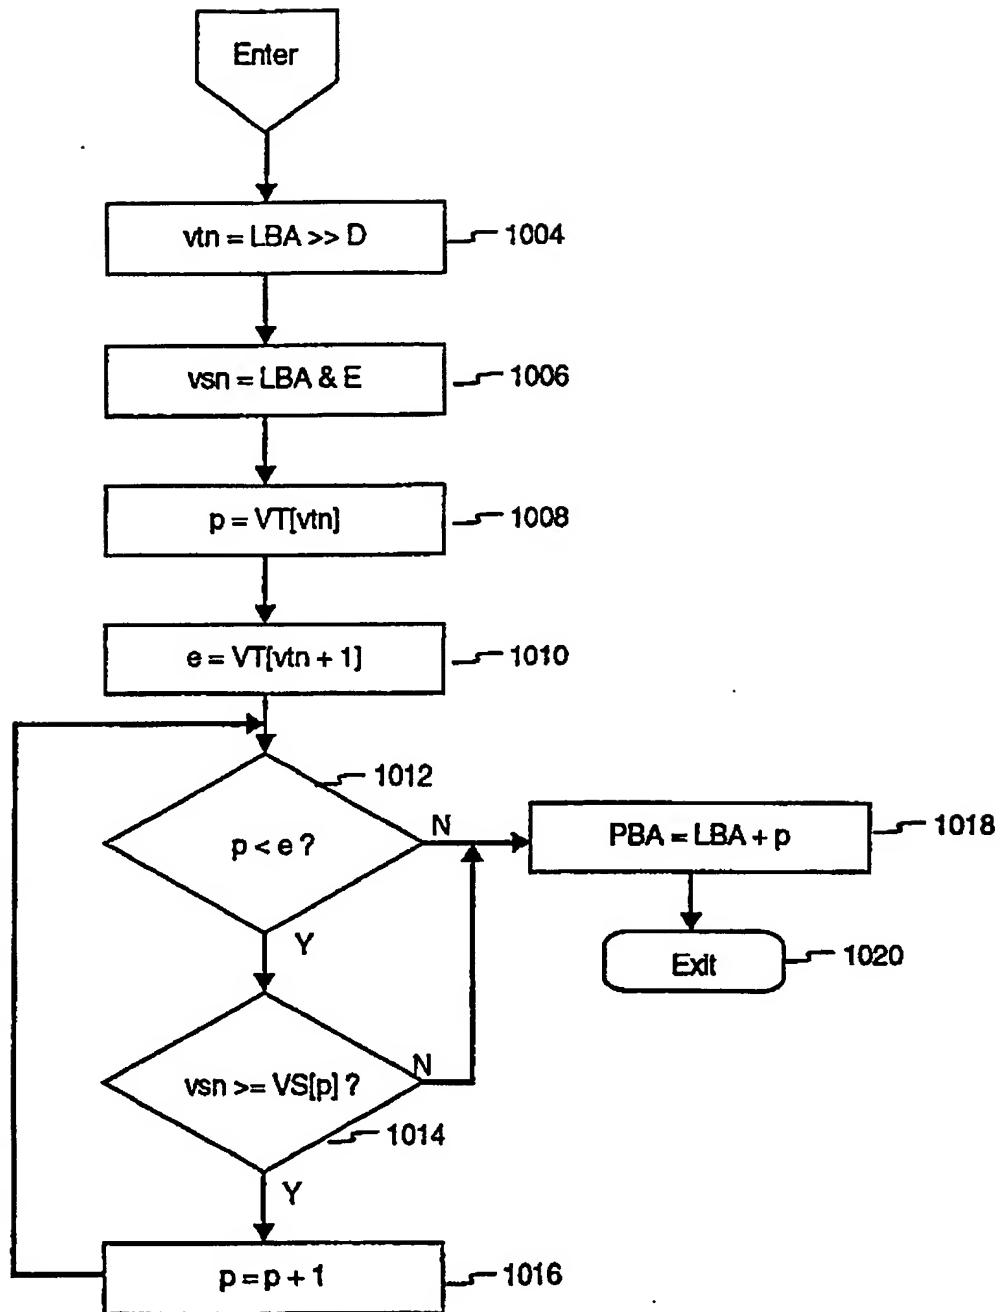 Enter
vtn = LBA >> D
1004
vsn = LBA & E
1006
p = VT[vtn]
1008
e = VT[vtn + 1]
1010
1012
p < e ?
N
PBA = LBA + p
1018
Y
Exit
1020
vsn >= VS[p] ?
N
1014
Y
p = p + 1
1016